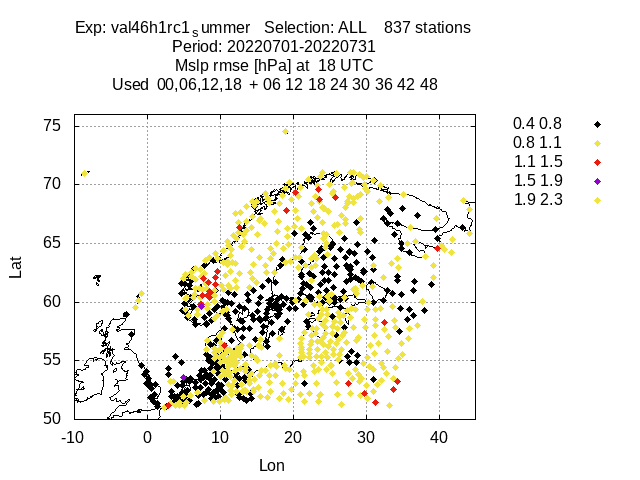 Exp: val46h1rc1summer Selection: ALL 837 stations
Period: 20220701-20220731
Mslp rmse [hPa] at 18 UTC
Used 00,06,12,18 + 06 12 18 24 30 36 42 48
75
70
65
60
55
50
-10 0 10 20 30 40
Lat
Lon
0.4 0.8
0.8 1.1
1.1 1.5
1.5 1.9
1.9 2.3